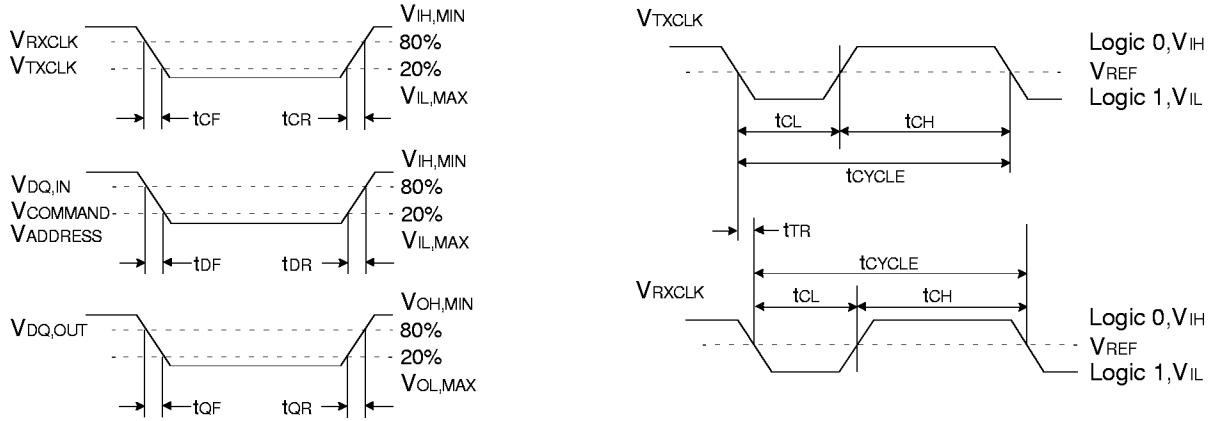 VIH,MIN
VRXCLK
80%
VTXCLK
20%
VIL,MAX
tCF
tCR
VIH,MIN
VDQ,IN
80%
VCOMMAND
20%
VADDRESS
VIL,MAX
tDF
tDR
VOH,MIN
VDQ,OUT
80%
20%
VOL,MAX
tQF
tQR
VTXCLK
Logic 0,VIH
VREF
Logic 1,VIL
tCL
tCH
tCYCLE
tTR
tCYCLE
VRXCLK
tCL
tCH
Logic 0,VIH
VREF
Logic 1,VIL